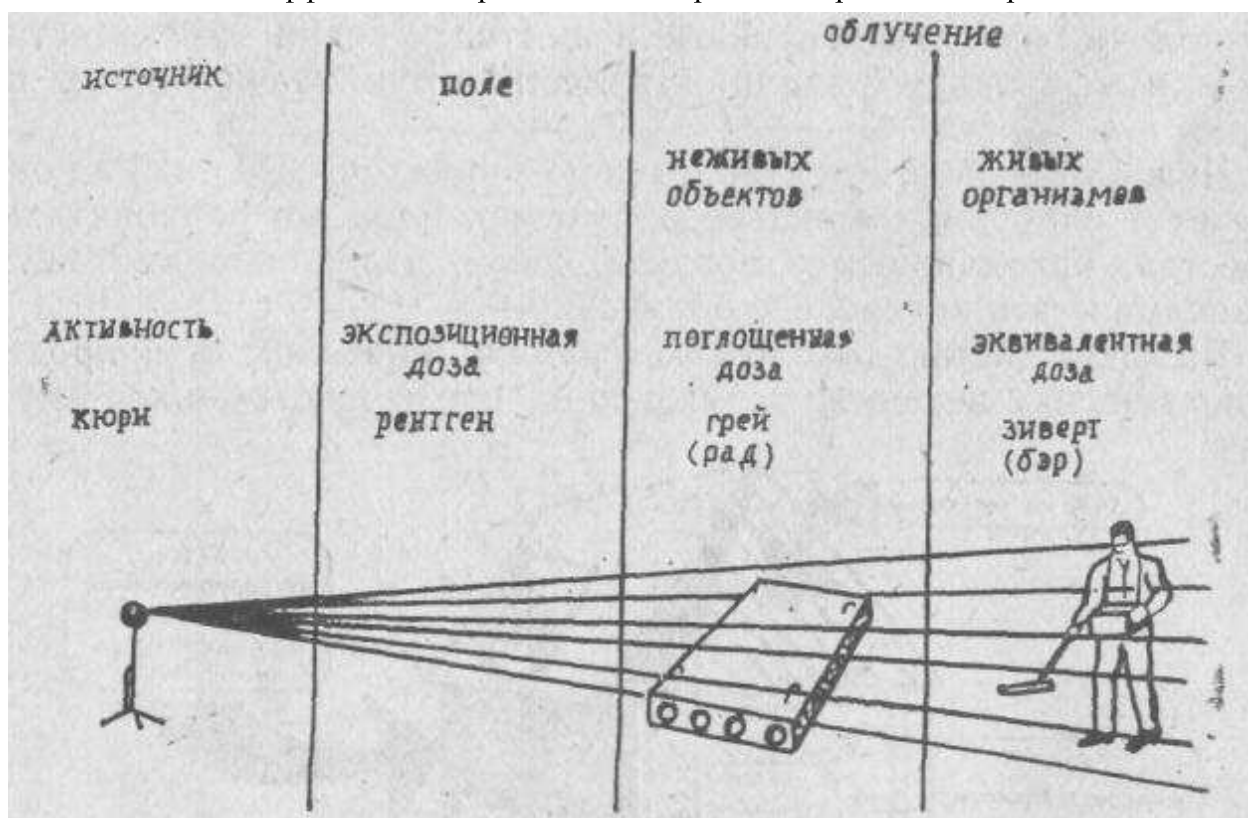 облучение
источник
поле
неживых
объектов
живых
организмов
активность
экспозиционная
доза
поглощенная
доза
эквивалентная
доза
кюри
рентген
грей
(рад)
зиверт
(бэр)